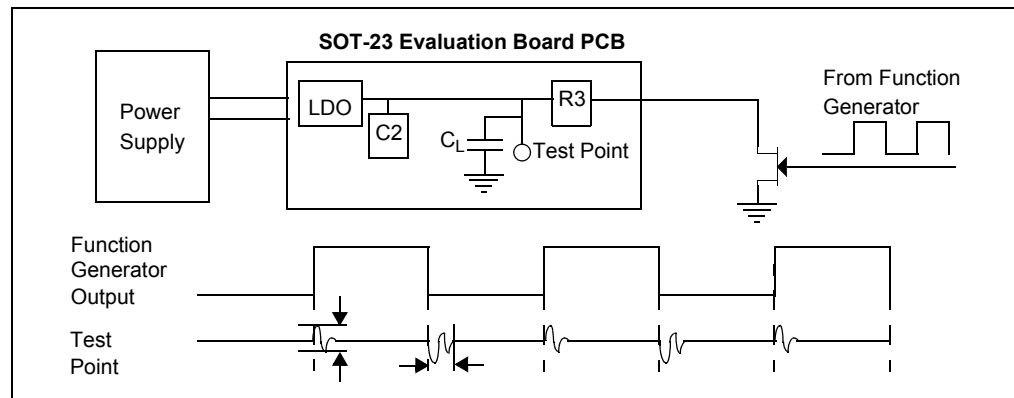 SOT-23 Evaluation Board PCB
Power
Supply
LDO
C2
CL
Test Point
R3
From Function
Generator
Function
Generator
Output
Test
Point